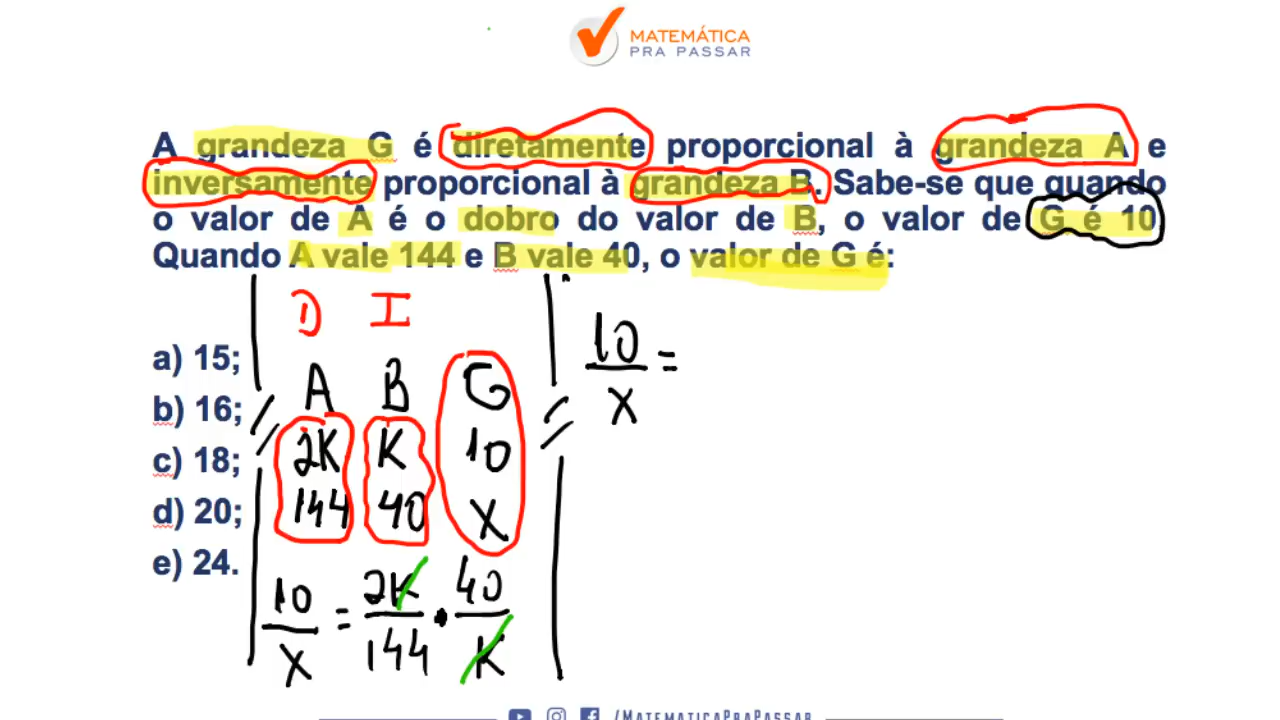 MATEMÁTICA
PRA PASSAR
A grandeza G é diretamente proporcional à grandeza A e
inversamente proporcional à grandeza B. Sabe-se que quando
o valor de A é o dobro do valor de B, o valor de G é 10
Quando A vale 144 e B vale 40, o valor de G é:
a) 15;
b) 16;
c) 18;
d) 20;
e) 24.
D I
A B G
2K K 10
144 40 X
10/X = 2K/144 • 40/K
10/X =
/MATEMATICAPRAPASSAR